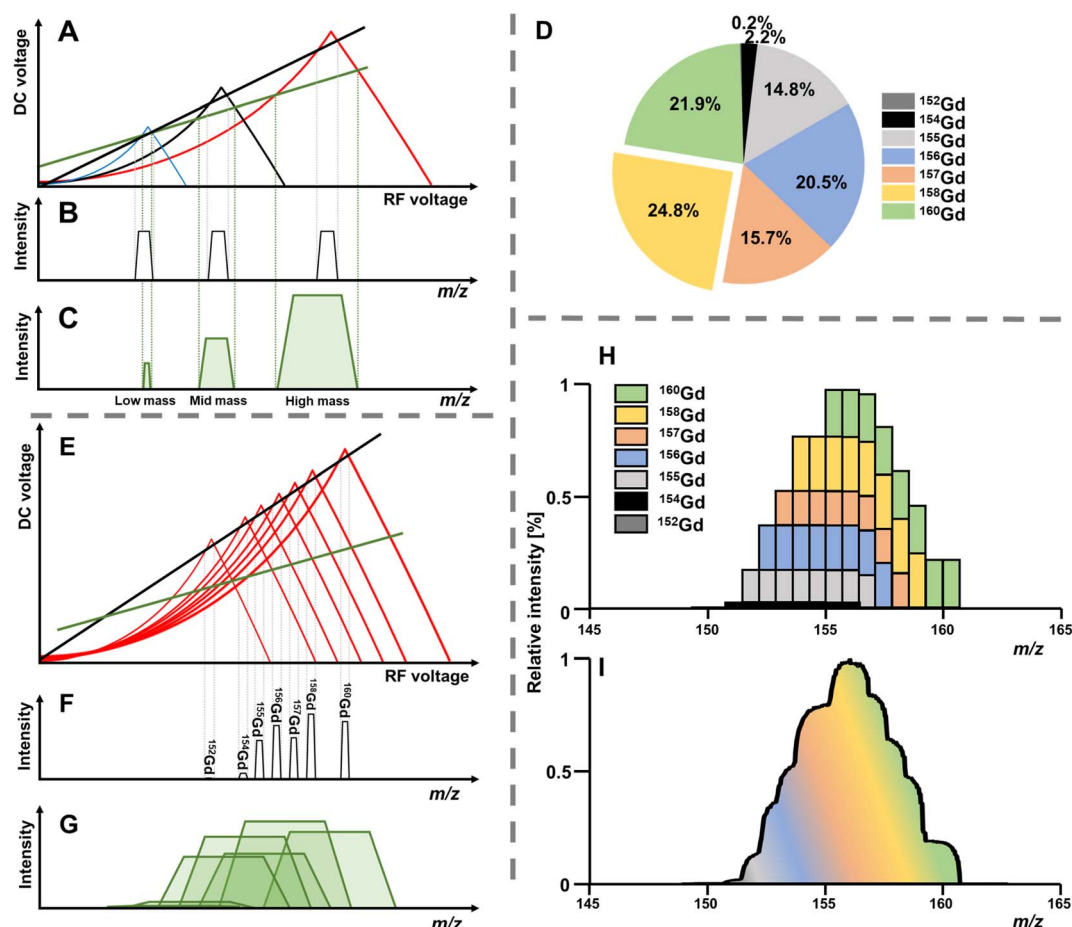 A
DC voltage
RF voltage
B
Intensity
m/z
C
Intensity
Low mass
Mid mass
High mass
m/z
D
0.2%
2.2%
14.8%
20.5%
15.7%
24.8%
21.9%
¹⁵²Gd
¹⁵⁴Gd
¹⁵⁵Gd
¹⁵⁶Gd
¹⁵⁷Gd
¹⁵⁸Gd
¹⁶⁰Gd
E
DC voltage
RF voltage
F
Intensity
¹⁵²Gd
¹⁵⁴Gd
¹⁵⁵Gd
¹⁵⁶Gd
¹⁵⁷Gd
¹⁵⁸Gd
¹⁶⁰Gd
m/z
G
Intensity
m/z
H
Relative intensity [%]
1
0.5
0
¹⁶⁰Gd
¹⁵⁸Gd
¹⁵⁷Gd
¹⁵⁶Gd
¹⁵⁵Gd
¹⁵⁴Gd
¹⁵²Gd
145 150 155 160 165
m/z
I
1
0.5
0
145 150 155 160 165
m/z